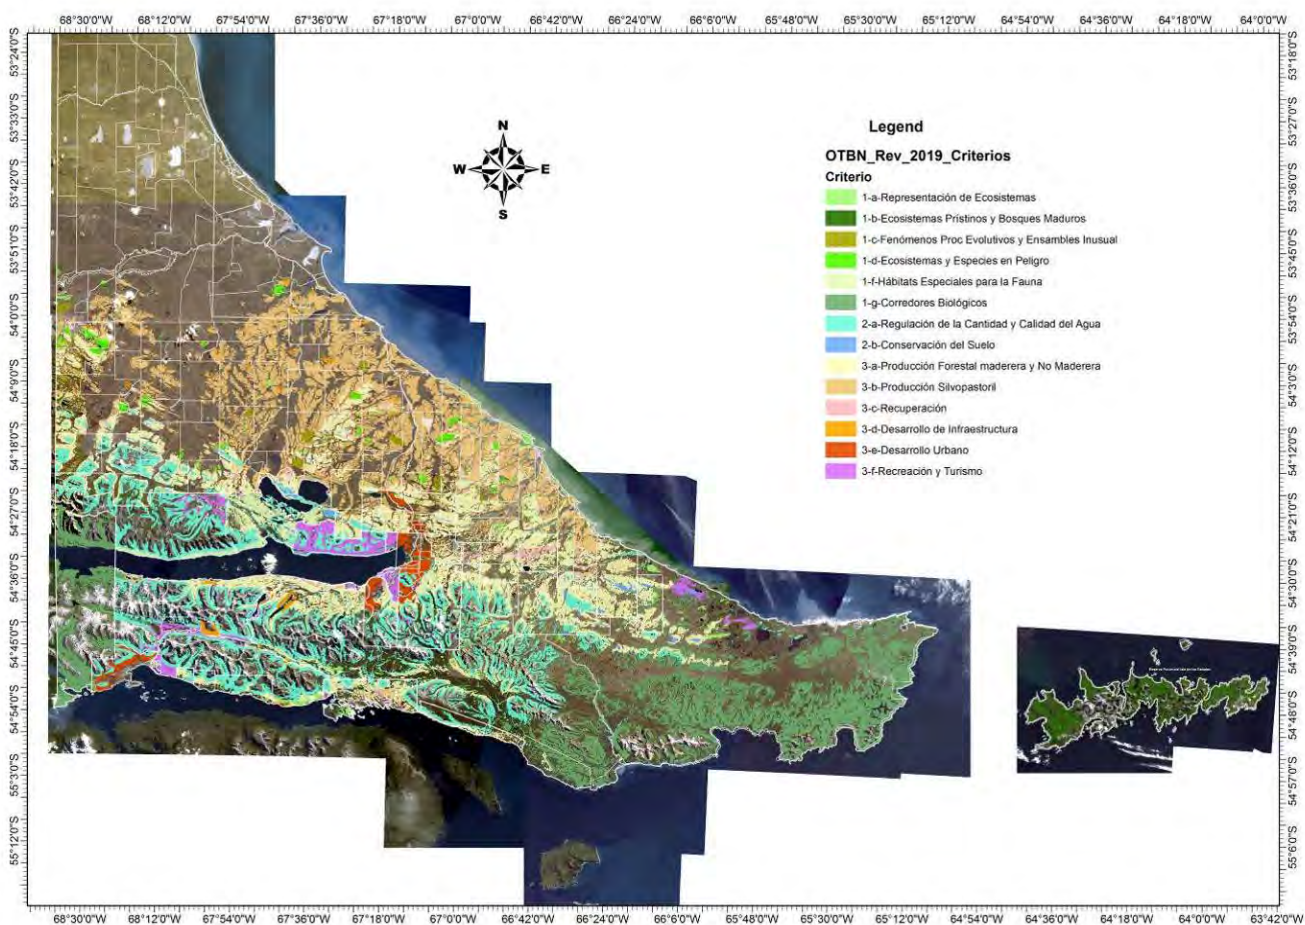 68°30'0"W 68°12'0"W 67°54'0"W 67°36'0"W 67°18'0"W 67°0'0"W 66°42'0"W 66°24'0"W 66°6'0"W 65°48'0"W 65°30'0"W 65°12'0"W 64°54'0"W 64°36'0"W 64°18'0"W 64°0'0"W
53°24'0"S
53°33'0"S
53°42'0"S
53°51'0"S
54°0'0"S
54°9'0"S
54°18'0"S
54°27'0"S
54°36'0"S
54°45'0"S
54°54'0"S
55°3'0"S
55°12'0"S
N
W E
S
Legend
OTBN_Rev_2019_Criterios
Criterio
1-a-Representación de Ecosistemas
1-b-Ecosistemas Prístinos y Bosques Maduros
1-c-Fenómenos Proc Evolutivos y Ensambles Inusual
1-d-Ecosistemas y Especies en Peligro
1-f-Hábitats Especiales para la Fauna
1-g-Corredores Biológicos
2-a-Regulación de la Cantidad y Calidad del Agua
2-b-Conservación del Suelo
3-a-Producción Forestal maderera y No Maderera
3-b-Producción Silvopastoril
3-c-Recuperación
3-d-Desarrollo de Infraestructura
3-e-Desarrollo Urbano
3-f-Recreación y Turismo
53°18'0"S
53°27'0"S
53°36'0"S
53°45'0"S
53°54'0"S
54°3'0"S
54°12'0"S
54°21'0"S
54°30'0"S
54°39'0"S
54°48'0"S
54°57'0"S
55°6'0"S
68°30'0"W 68°12'0"W 67°54'0"W 67°36'0"W 67°18'0"W 67°0'0"W 66°42'0"W 66°24'0"W 66°6'0"W 65°48'0"W 65°30'0"W 65°12'0"W 64°54'0"W 64°36'0"W 64°18'0"W 64°0'0"W 63°42'0"W